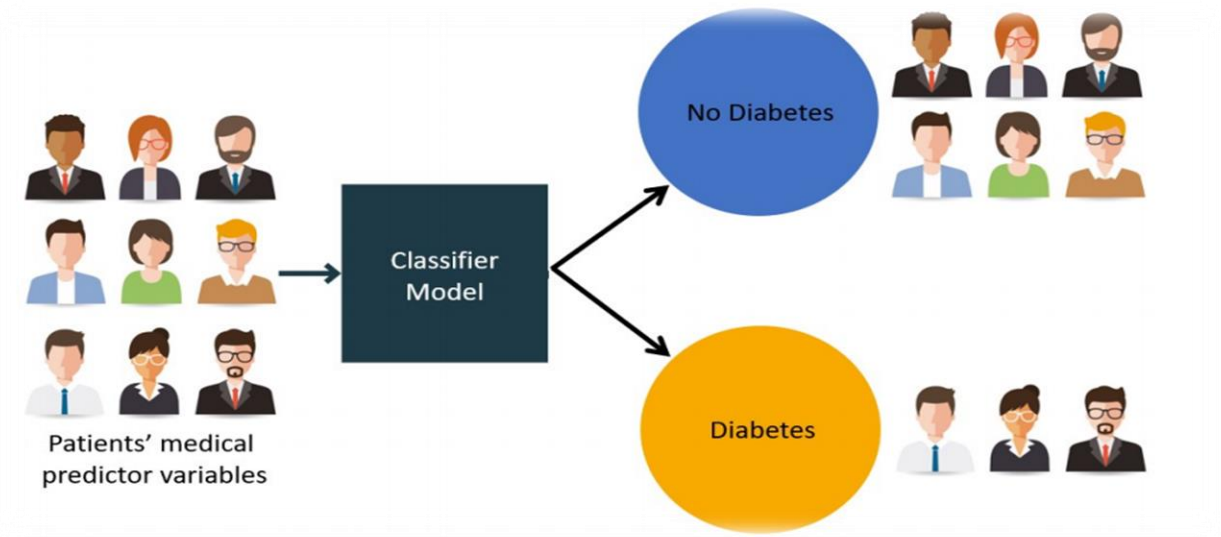 No Diabetes
Classifier
Model
Diabetes
Patients’ medical
predictor variables